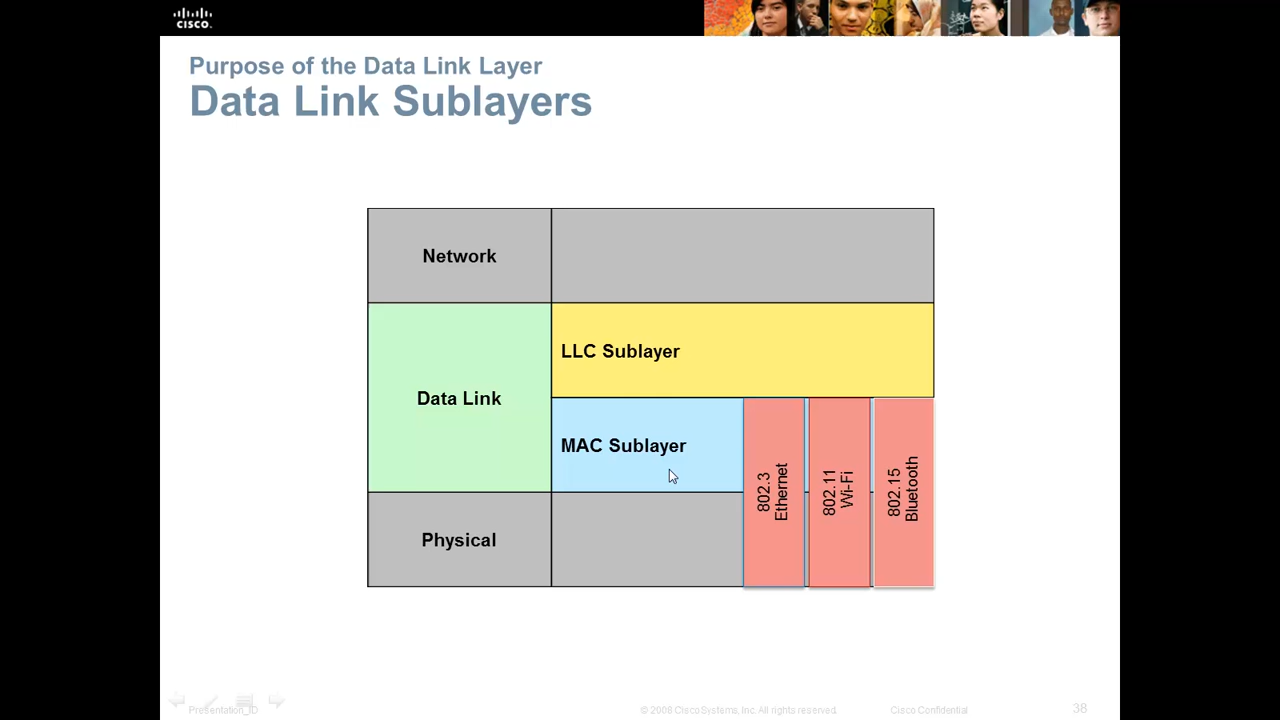 CISCO.
Purpose of the Data Link Layer
Data Link Sublayers
Network
LLC Sublayer
Data Link
MAC Sublayer
802.3
Ethernet
802.11
Wi-Fi
802.15
Bluetooth
Physical
Presentation_ID
© 2008 Cisco Systems, Inc. All rights reserved.
Cisco Confidential
38